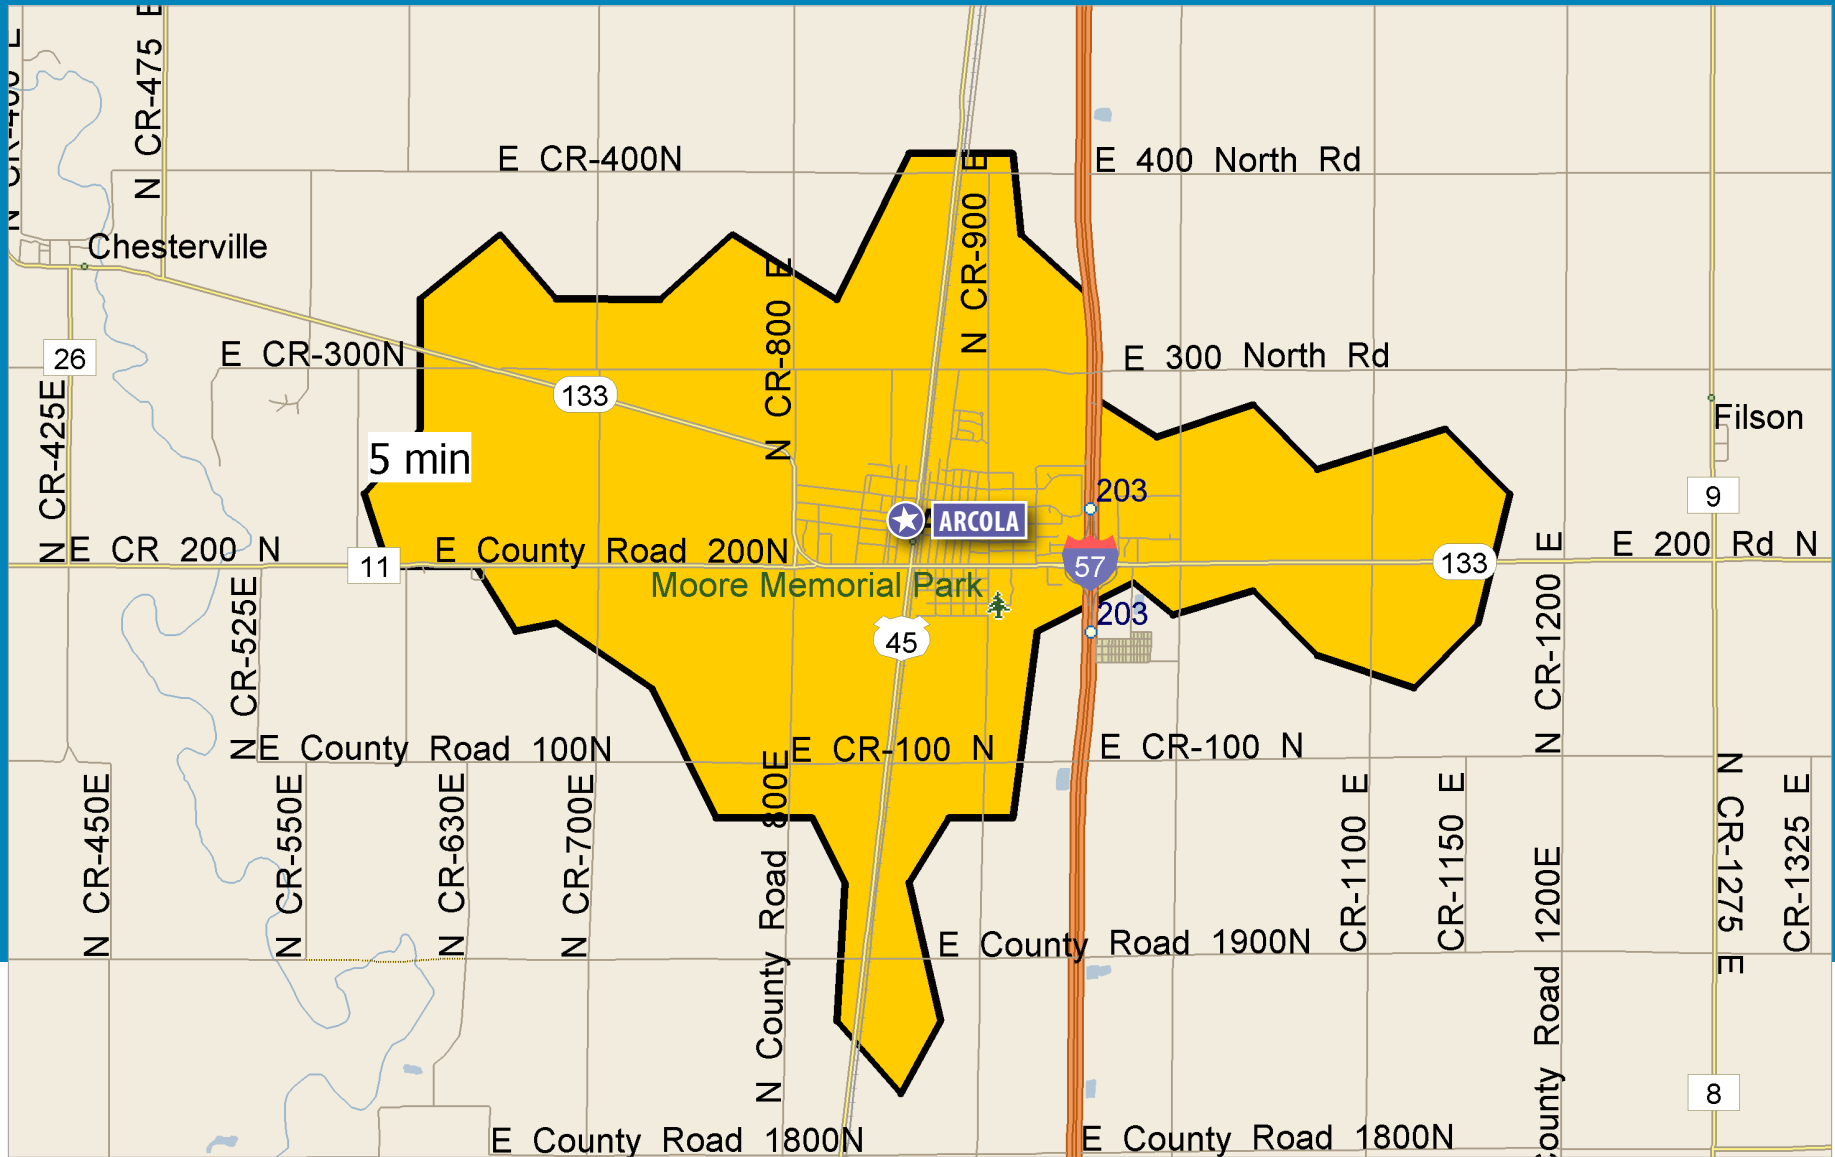 N CR-475 E
E CR-400N
N CR-900 E
E 400 North Rd
Chesterville
N CR-800 E
26
E CR-300N
133
E 300 North Rd
Filson
N CR-425E
5 min
203
9
ARCOLA
E CR 200 N
11
E County Road 200N
57
133
N CR-1200 E
E 200 Rd N
Moore Memorial Park
203
N CR-525E
45
E County Road 100N
E CR-100 N
E CR-100 N
N CR-450E
N CR-550E
N CR-630E
N CR-700E
N County Road 800E
CR-1100 E
CR-1150 E
County Road 1200E
N CR-1275 E
CR-1325 E
E County Road 1900N
8
E County Road 1800N
E County Road 1800N